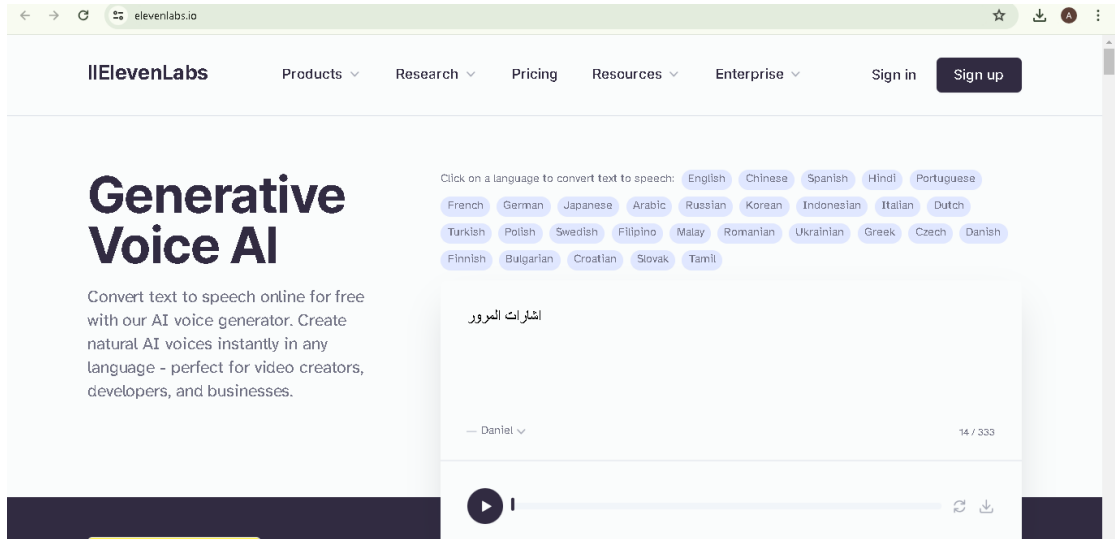 elevenlabs.io
A
IIElevenLabs
Products
Research
Pricing
Resources
Enterprise
Sign in
Sign up
Generative
Voice AI
Convert text to speech online for free
with our AI voice generator. Create
natural AI voices instantly in any
language - perfect for video creators,
developers, and businesses.
Click on a language to convert text to speech: English Chinese Spanish Hindi Portuguese
French German Japanese Arabic Russian Korean Indonesian Italian Dutch
Turkish Polish Swedish Filipino Malay Romanian Ukrainian Greek Czech Danish
Finnish Bulgarian Croatian Slovak Tamil
اشارات المرور
— Daniel
14 / 333